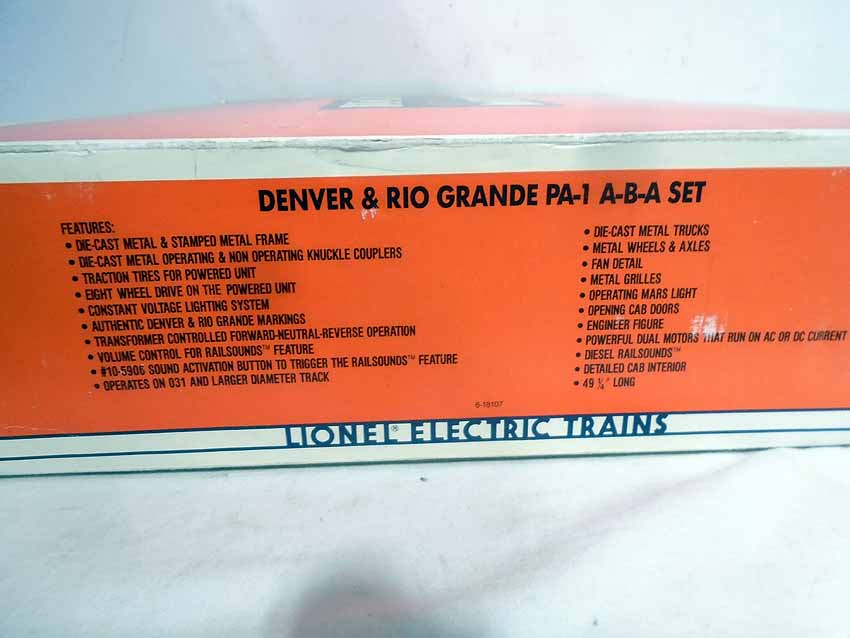 DENVER & RIO GRANDE PA-1 A-B-A SET
FEATURES:
• DIE-CAST METAL & STAMPED METAL FRAME
• DIE-CAST METAL OPERATING & NON OPERATING KNUCKLE COUPLERS
• TRACTION TIRES FOR POWERED UNIT
• EIGHT WHEEL DRIVE ON THE POWERED UNIT
• CONSTANT VOLTAGE LIGHTING SYSTEM
• AUTHENTIC DENVER & RIO GRANDE MARKINGS
• TRANSFORMER CONTROLLED FORWARD-NEUTRAL-REVERSE OPERATION
• VOLUME CONTROL FOR RAILSOUNDS™ FEATURE
• #10-5906 SOUND ACTIVATION BUTTON TO TRIGGER THE RAILSOUNDS™ FEATURE
• OPERATES ON 031 AND LARGER DIAMETER TRACK
• DIE-CAST METAL TRUCKS
• METAL WHEELS & AXLES
• FAN DETAIL
• METAL GRILLES
• OPERATING MARS LIGHT
• OPENING CAB DOORS
• ENGINEER FIGURE
• POWERFUL DUAL MOTORS THAT RUN ON AC OR DC CURRENT
• DIESEL RAILSOUNDS™
• DETAILED CAB INTERIOR
• 49 ¼" LONG
6-18107
LIONEL® ELECTRIC TRAINS